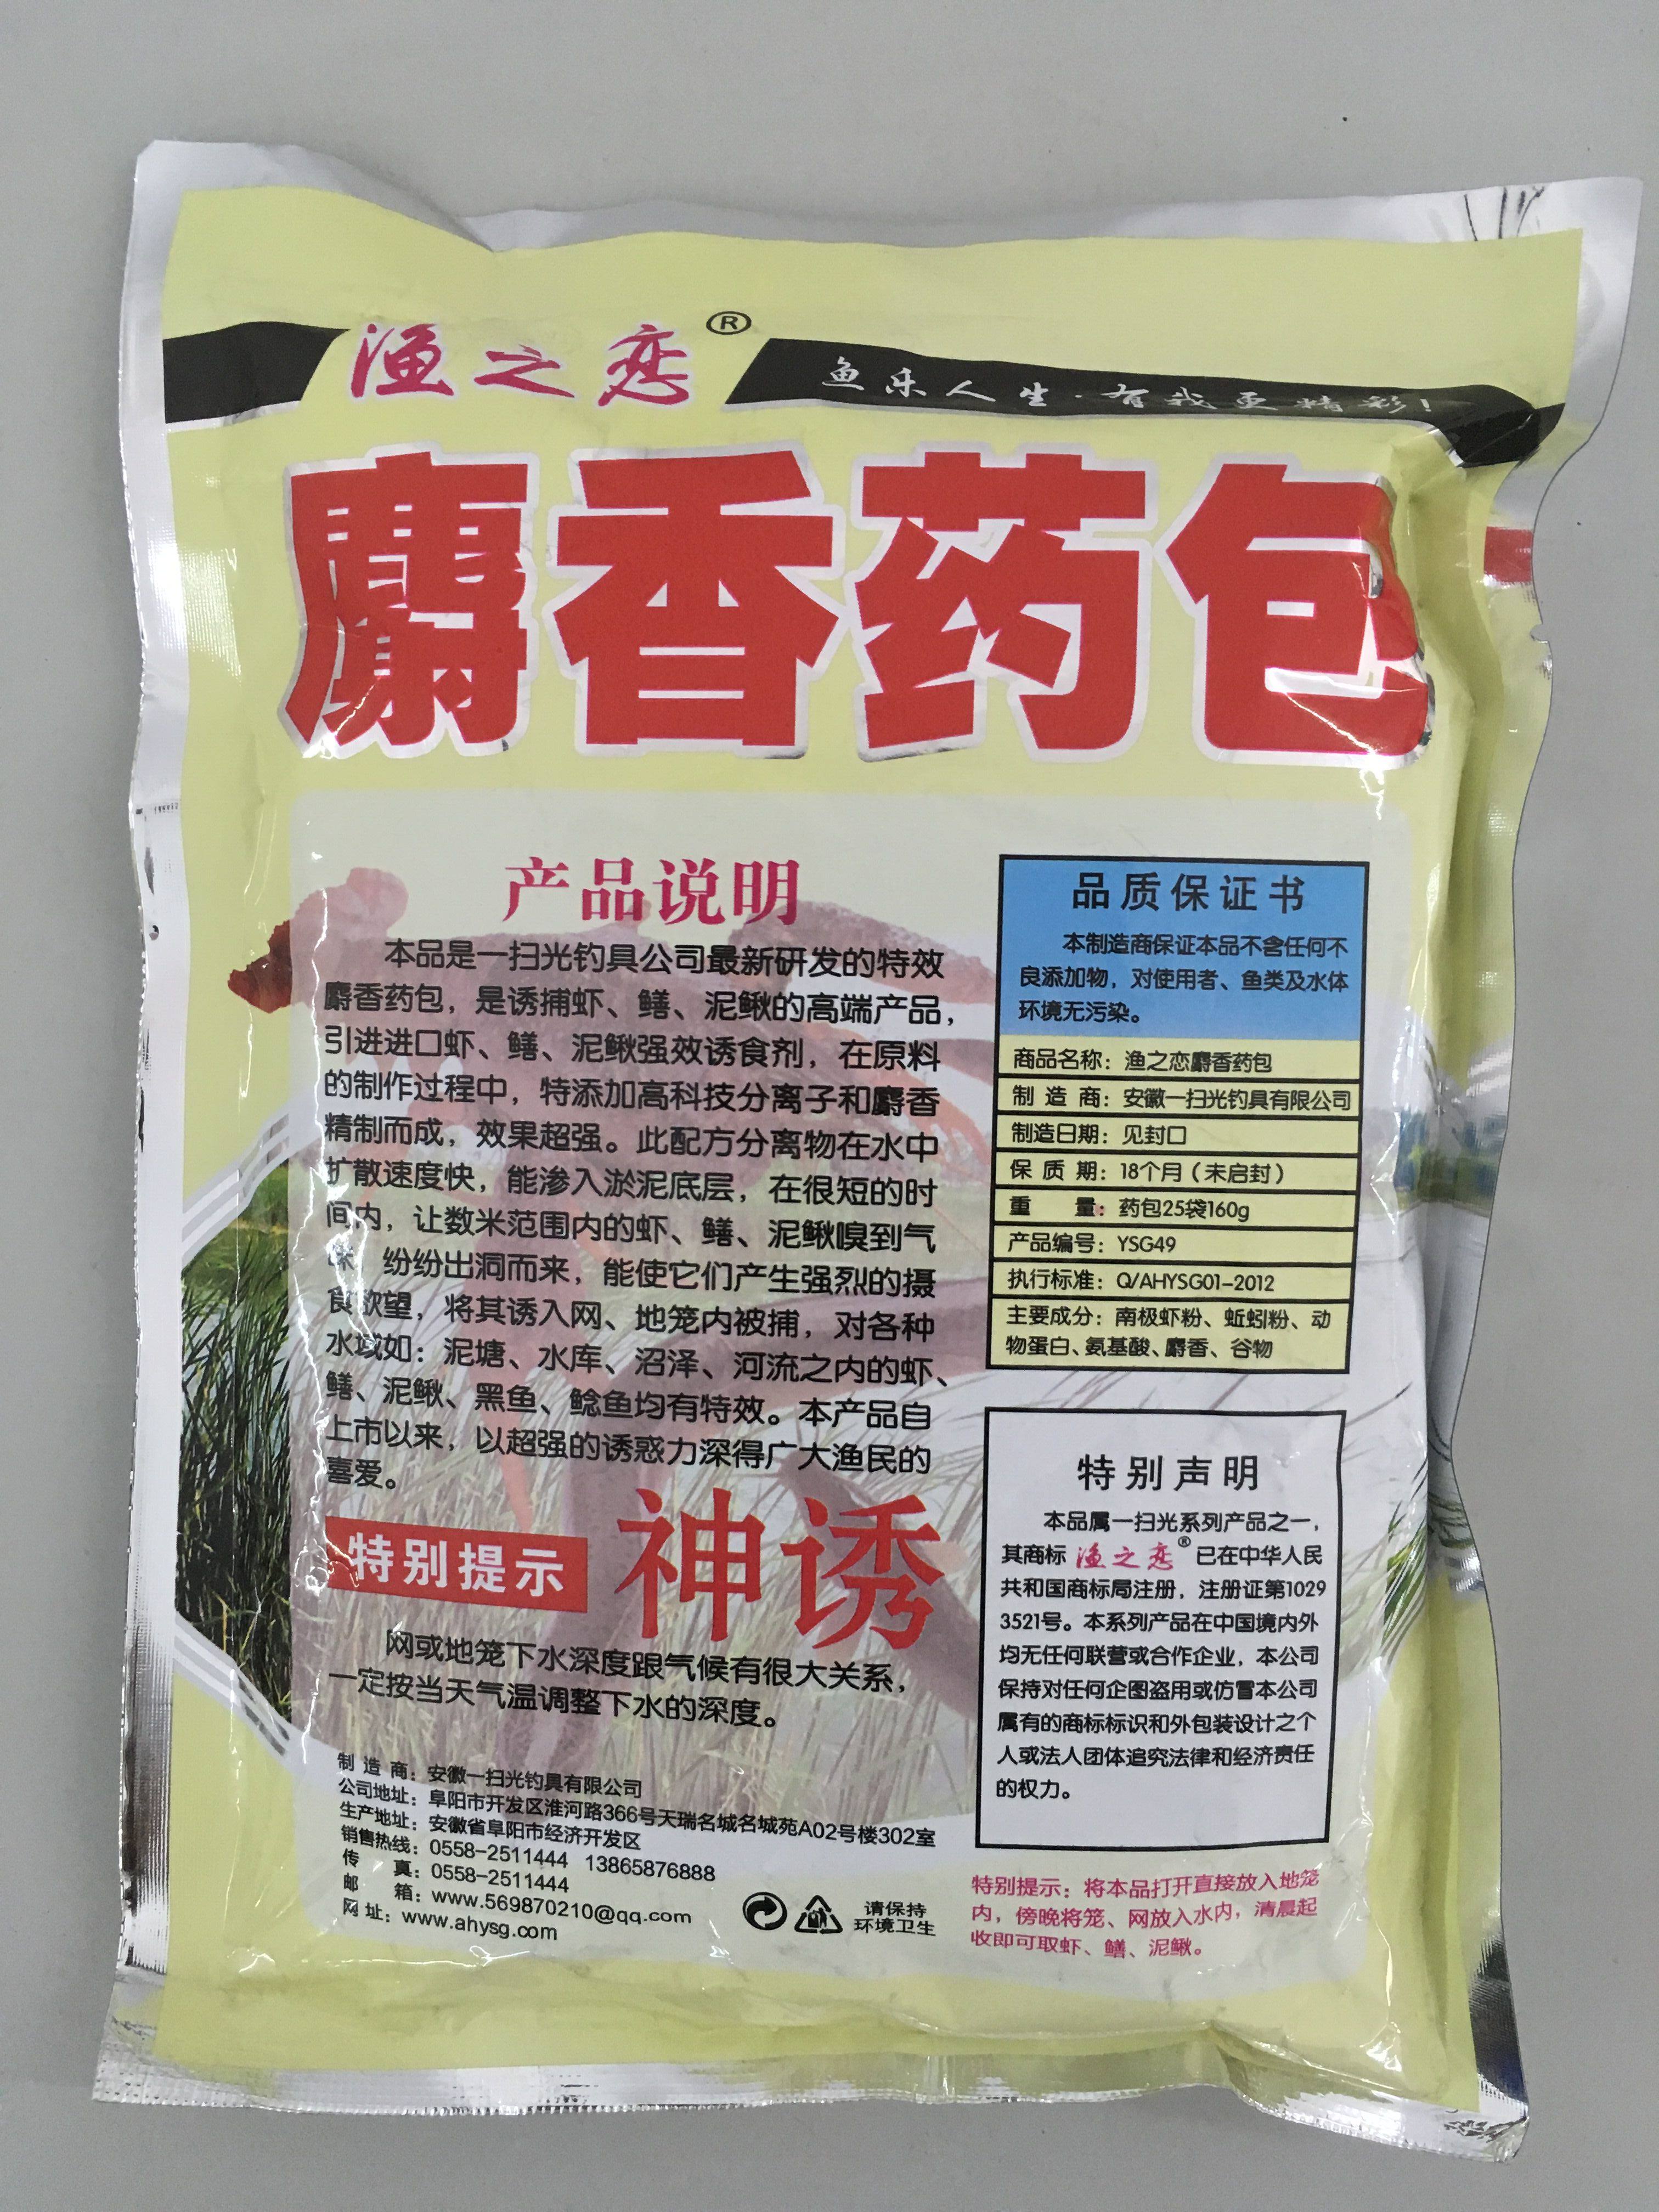 渔之恋®
鱼乐人生·有我更精彩!
麝香药包
产品说明
本品是一扫光钓具公司最新研发的特效
麝香药包，是诱捕虾、鳝、泥鳅的高端产品，
引进进口虾、鳝、泥鳅强效诱食剂，在原料
的制作过程中，特添加高科技分离子和麝香
精制而成，效果超强。此配方分离物在水中
扩散速度快，能渗入淤泥底层，在很短的时
间内，让数米范围内的虾、鳝、泥鳅嗅到气
味 纷纷出洞而来，能使它们产生强烈的摄
食欲望，将其诱入网、地笼内被捕，对各种
水域如：泥塘、水库、沼泽、河流之内的虾、
鳝、泥鳅、黑鱼、鲶鱼均有特效。本产品自
上市以来，以超强的诱惑力深得广大渔民的
喜爱。
特别提示 神诱
网或地笼下水深度跟气候有很大关系，
一定按当天气温调整下水的深度。
制造商：安徽一扫光钓具有限公司
公司地址：阜阳市开发区淮河路366号天瑞名城名城苑A02号楼302室
生产地址：安徽省阜阳市经济开发区
销售热线：0558-2511444 13865876888
传真：0558-2511444
邮箱：www.569870210@qq.com
网址：www.ahysg.com
请保持
环境卫生
品质保证书
本制造商保证本品不含任何不
良添加物，对使用者、鱼类及水体
环境无污染。
商品名称：渔之恋麝香药包
制造商：安徽一扫光钓具有限公司
制造日期：见封口
保质期：18个月（未启封）
重量：药包25袋160g
产品编号：YSG49
执行标准：Q/AHYSG01-2012
主要成分：南极虾粉、蚯蚓粉、动
物蛋白、氨基酸、麝香、谷物
特别声明
本品属一扫光系列产品之一，
其商标 渔之恋® 已在中华人民
共和国商标局注册，注册证第1029
3521号。本系列产品在中国境内外
均无任何联营或合作企业，本公司
保持对任何企图盗用或仿冒本公司
属有的商标标识和外包装设计之个
人或法人团体追究法律和经济责任
的权力。
特别提示：将本品打开直接放入地笼
内，傍晚将笼、网放入水内，清晨起
收即可取虾、鳝、泥鳅。